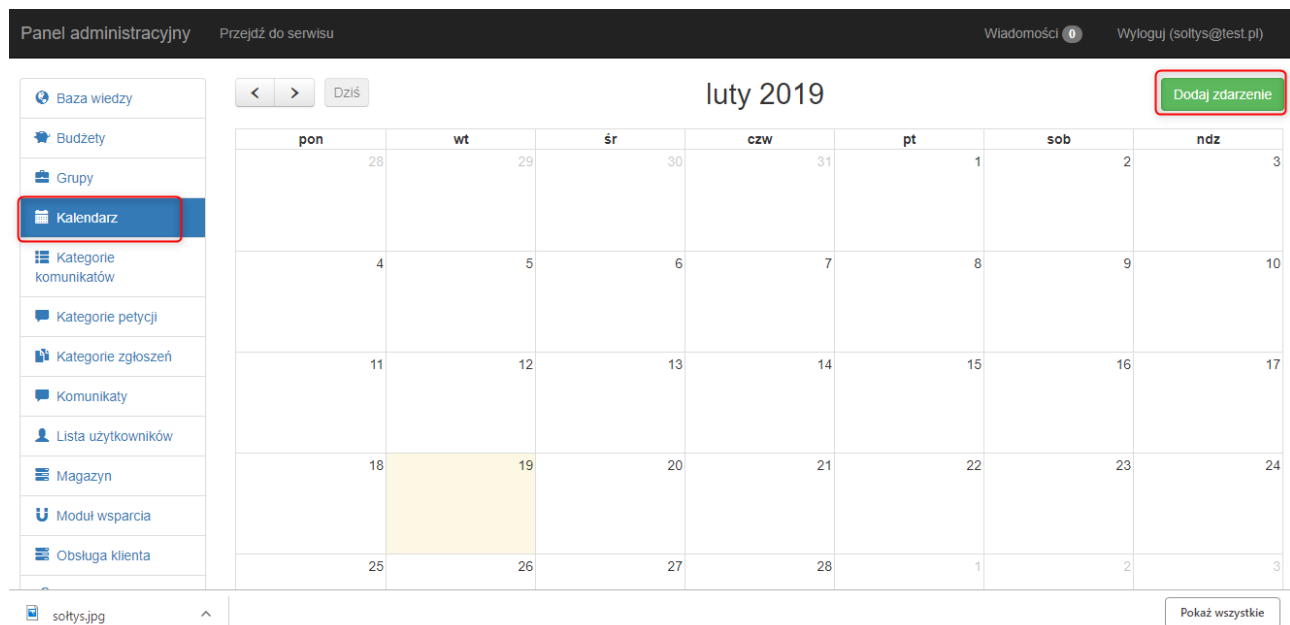 Panel administracyjny Przejdź do serwisu Wiadomości 0 Wyloguj (soltys@test.pl)
Baza wiedzy
Budżety
Grupy
Kalendarz
Kategorie
komunikatów
Kategorie petycji
Kategorie zgłoszeń
Komunikaty
Lista użytkowników
Magazyn
Moduł wsparcia
Obsługa klienta
Dziś luty 2019 Dodaj zdarzenie
pon wt śr czw pt sob ndz
28 29 30 31 1 2 3
4 5 6 7 8 9 10
11 12 13 14 15 16 17
18 19 20 21 22 23 24
25 26 27 28 1 2 3
sołtys.jpg Pokaż wszystkie